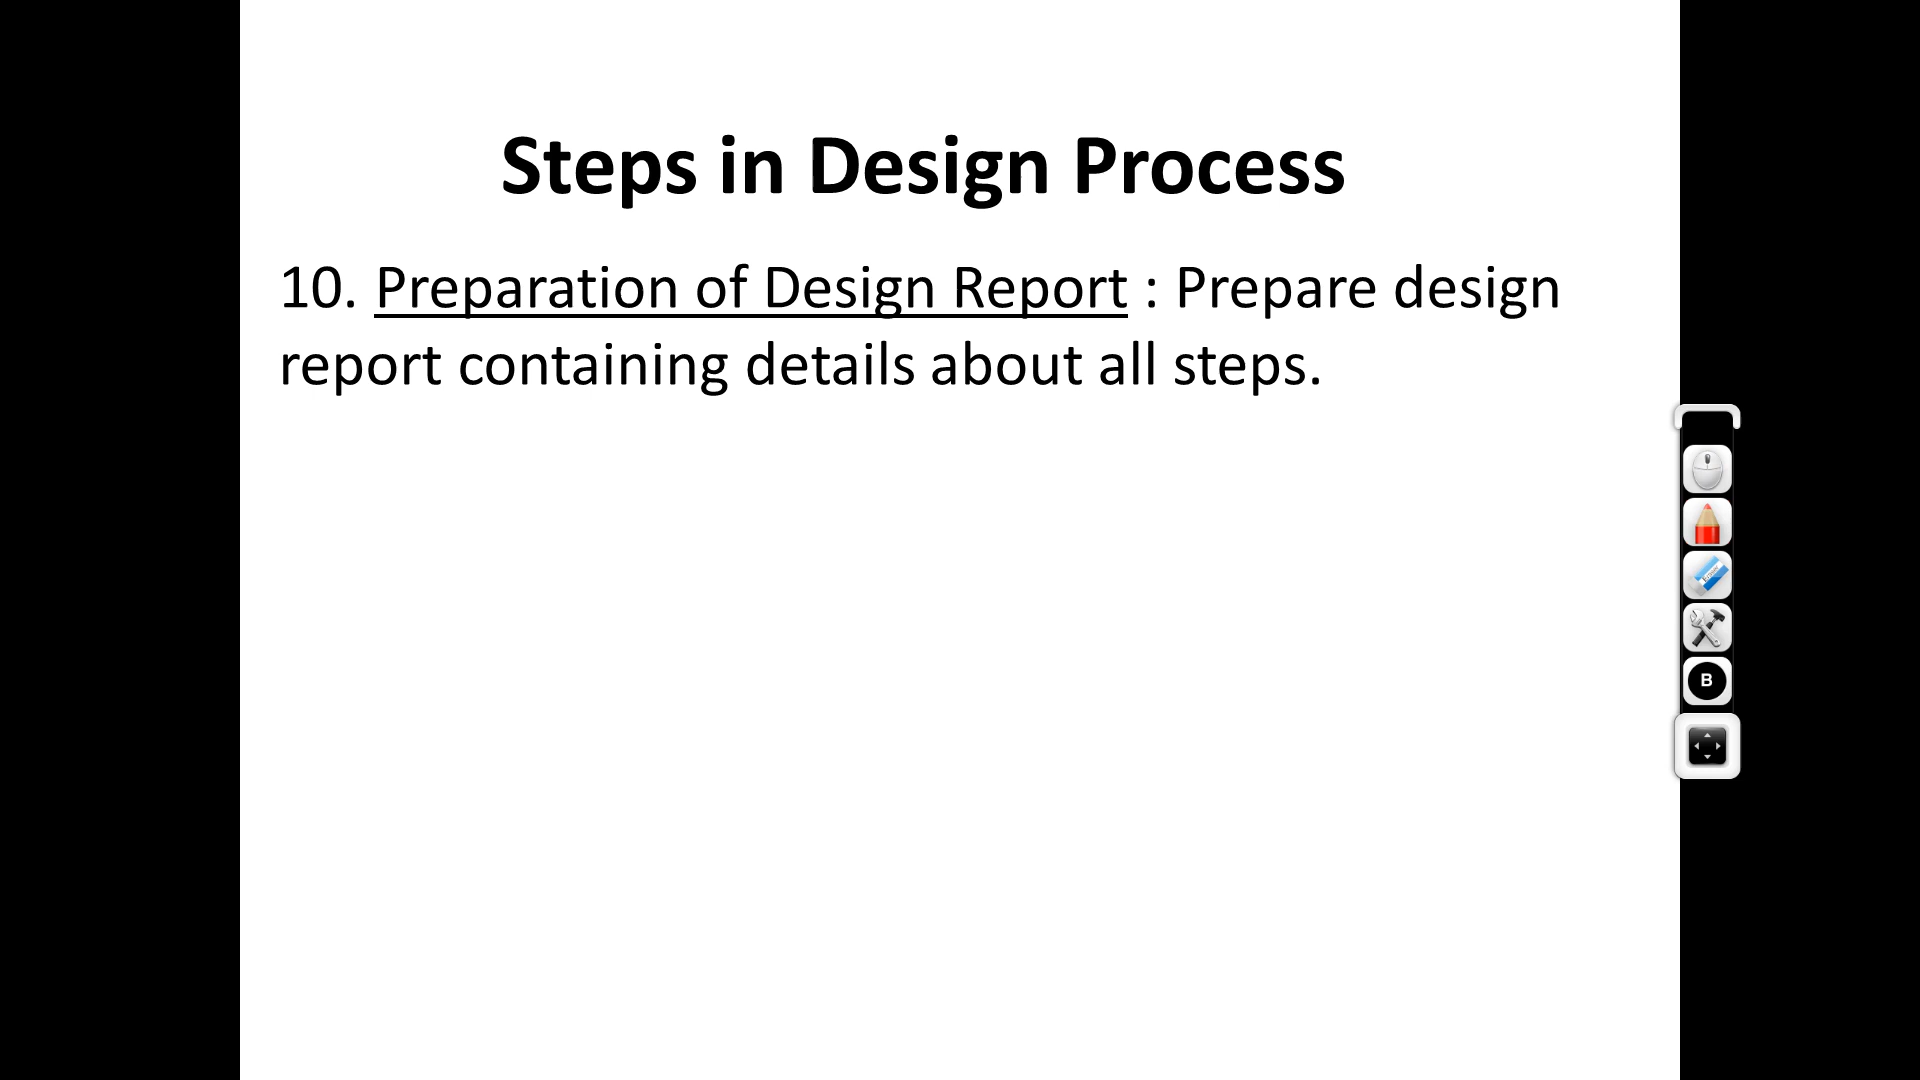 Steps in Design Process
10. Preparation of Design Report : Prepare design
report containing details about all steps.
B